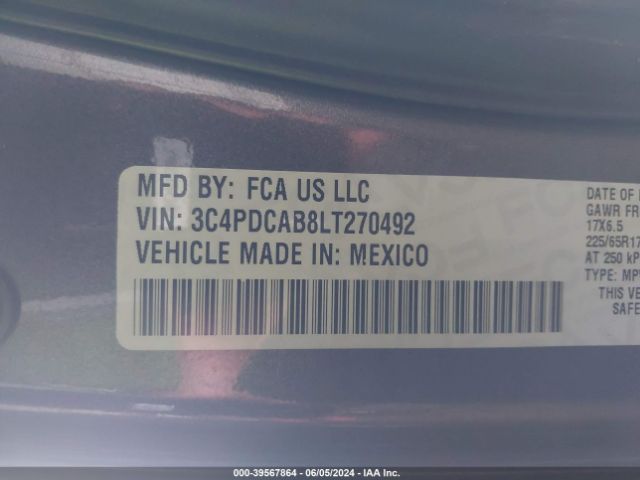 MFD BY: FCA US LLC
VIN: 3C4PDCAB8LT270492
VEHICLE MADE IN: MEXICO
DATE OF
GAWR FR
17X6.5
225/65R17
AT 250 kP
TYPE: MP
THIS VE
SAFE
000-39567864 / 06/05/2024 - IAA Inc.